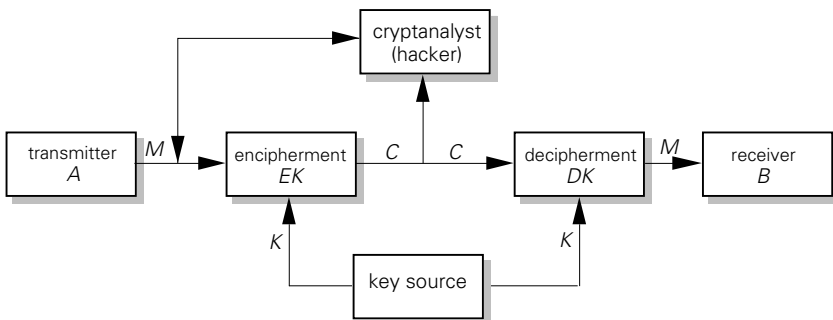 cryptanalyst
(hacker)
transmitter
A
M
encipherment
EK
C
C
decipherment
DK
M
receiver
B
K
K
key source